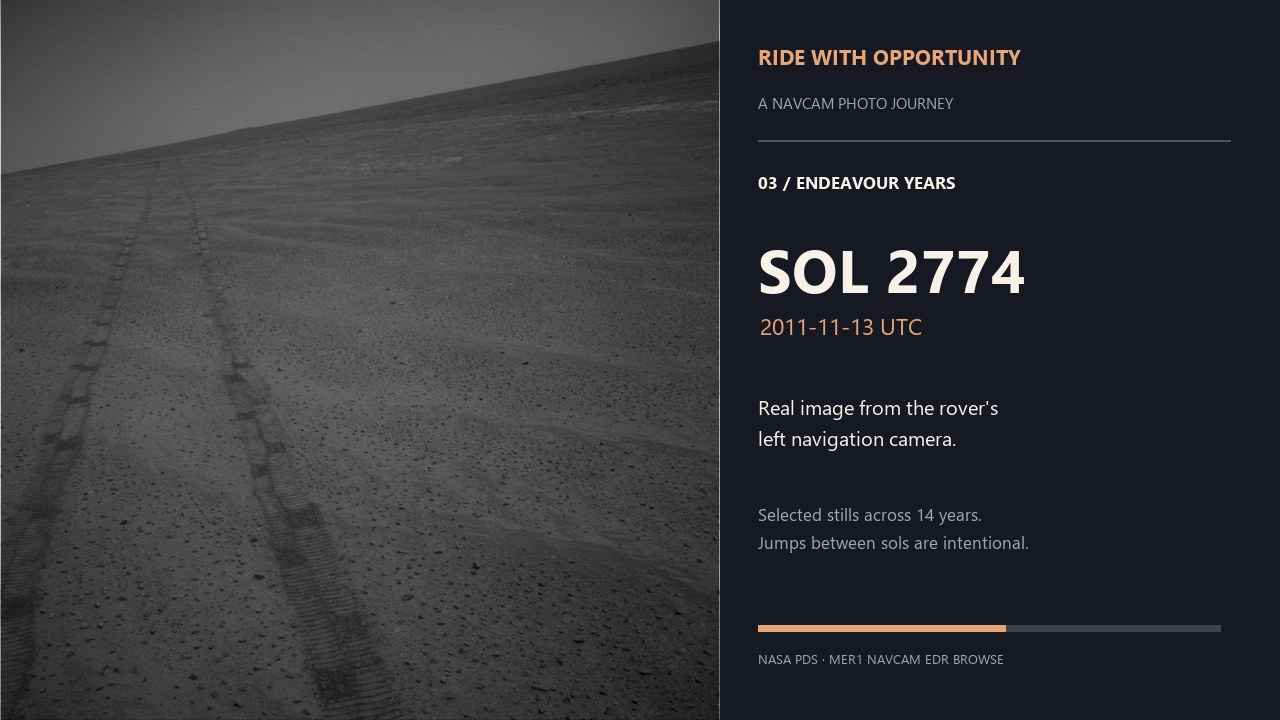 RIDE WITH OPPORTUNITY
A NAVCAM PHOTO JOURNEY
03 / ENDEAVOUR YEARS
SOL 2774
2011-11-13 UTC
Real image from the rover's
left navigation camera.
Selected stills across 14 years.
Jumps between sols are intentional.
NASA PDS · MER1 NAVCAM EDR BROWSE